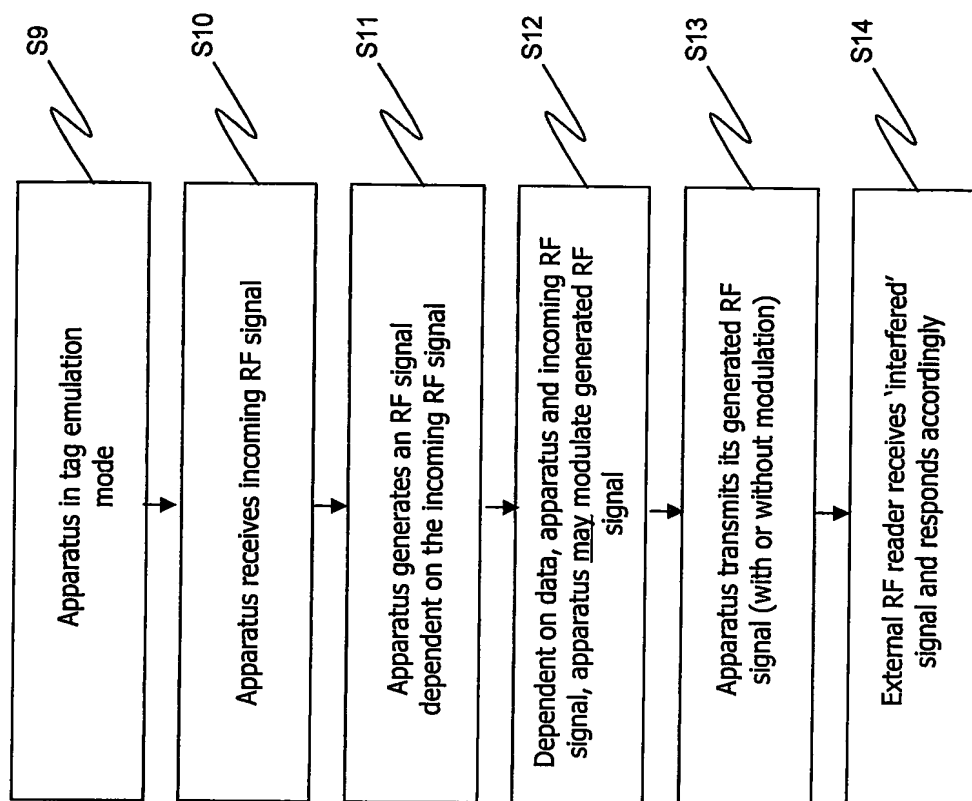 Apparatus in tag emulation
mode
S9
Apparatus receives incoming RF signal
S10
Apparatus generates an RF signal
dependent on the incoming RF signal
S11
Dependent on data, apparatus and incoming RF
signal, apparatus may modulate generated RF
signal
S12
Apparatus transmits its generated RF
signal (with or without modulation)
S13
External RF reader receives ‘interfered’
signal and responds accordingly
S14